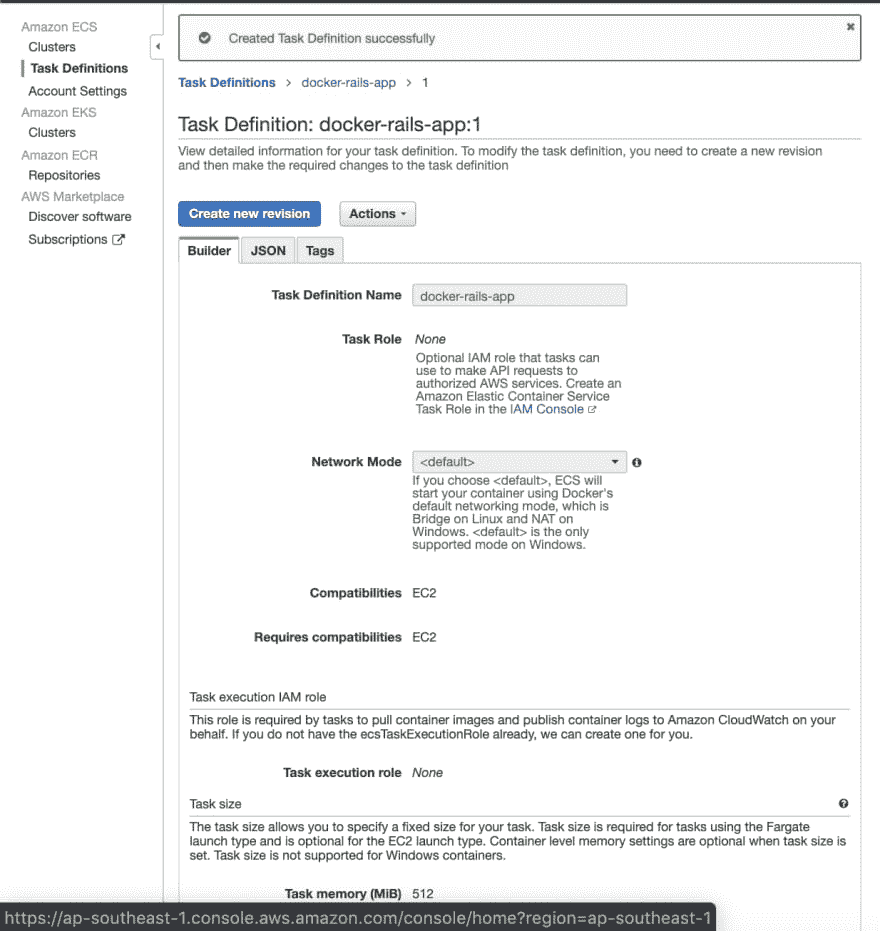 Amazon ECS
Clusters
Task Definitions
Account Settings
Amazon EKS
Clusters
Amazon ECR
Repositories
AWS Marketplace
Discover software
Subscriptions
Created Task Definition successfully
Task Definitions > docker-rails-app > 1
Task Definition: docker-rails-app:1
View detailed information for your task definition. To modify the task definition, you need to create a new revision
and then make the required changes to the task definition
Create new revision
Actions
Builder JSON Tags
Task Definition Name docker-rails-app
Task Role None
Optional IAM role that tasks can
use to make API requests to
authorized AWS services. Create an
Amazon Elastic Container Service
Task Role in the IAM Console
Network Mode <default>
If you choose <default>, ECS will
start your container using Docker's
default networking mode, which is
Bridge on Linux and NAT on
Windows. <default> is the only
supported mode on Windows.
Compatibilities EC2
Requires compatibilities EC2
Task execution IAM role
This role is required by tasks to pull container images and publish container logs to Amazon CloudWatch on your
behalf. If you do not have the ecsTaskExecutionRole already, we can create one for you.
Task execution role None
Task size
The task size allows you to specify a fixed size for your task. Task size is required for tasks using the Fargate
launch type and is optional for the EC2 launch type. Container level memory settings are optional when task size is
set. Task size is not supported for Windows containers.
Task memory (MiB) 512
https://ap-southeast-1.console.aws.amazon.com/console/home?region=ap-southeast-1